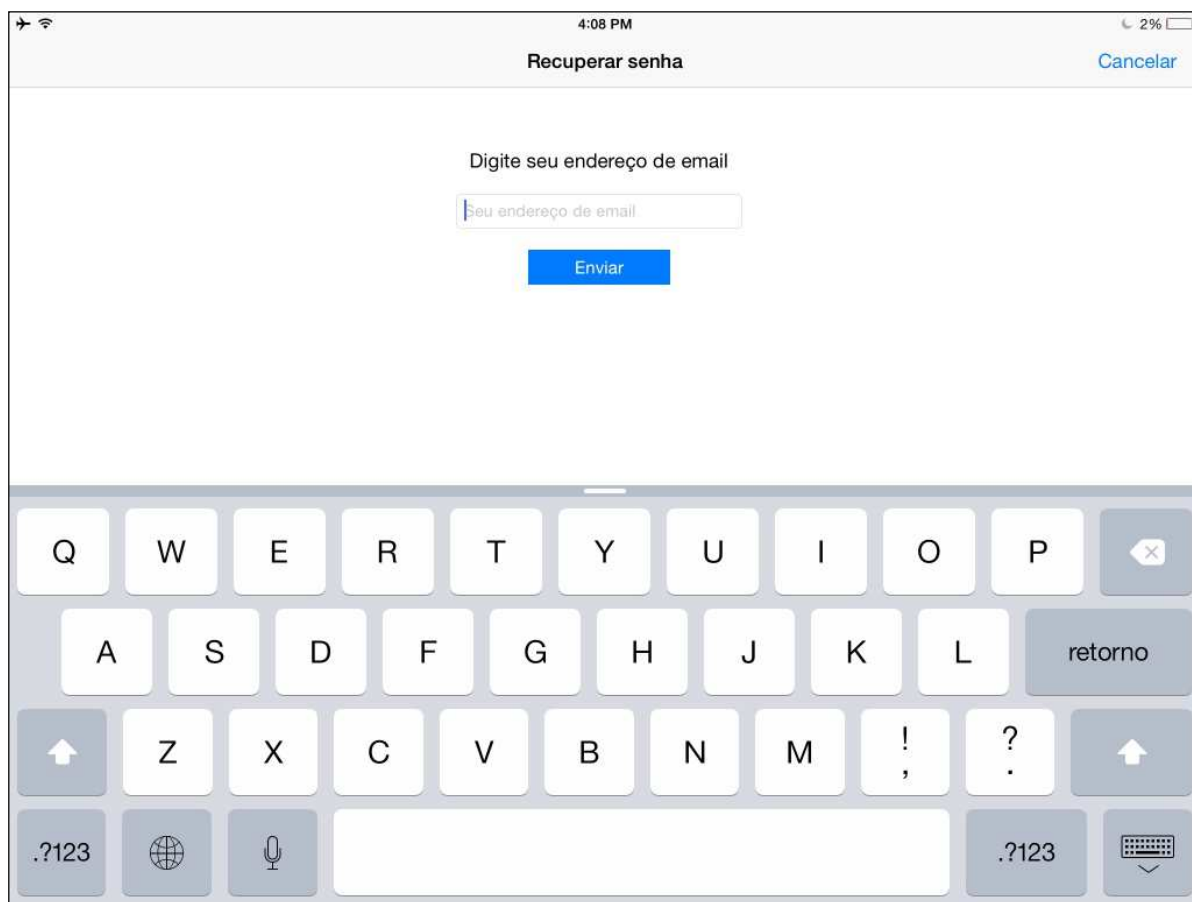 4:08 PM
2%
Recuperar senha
Cancelar
Digite seu endereço de email
Seu endereço de email
Enviar
Q W E R T Y U I O P
A S D F G H J K L retorno
Z X C V B N M ! , ? .
.?123 .?123